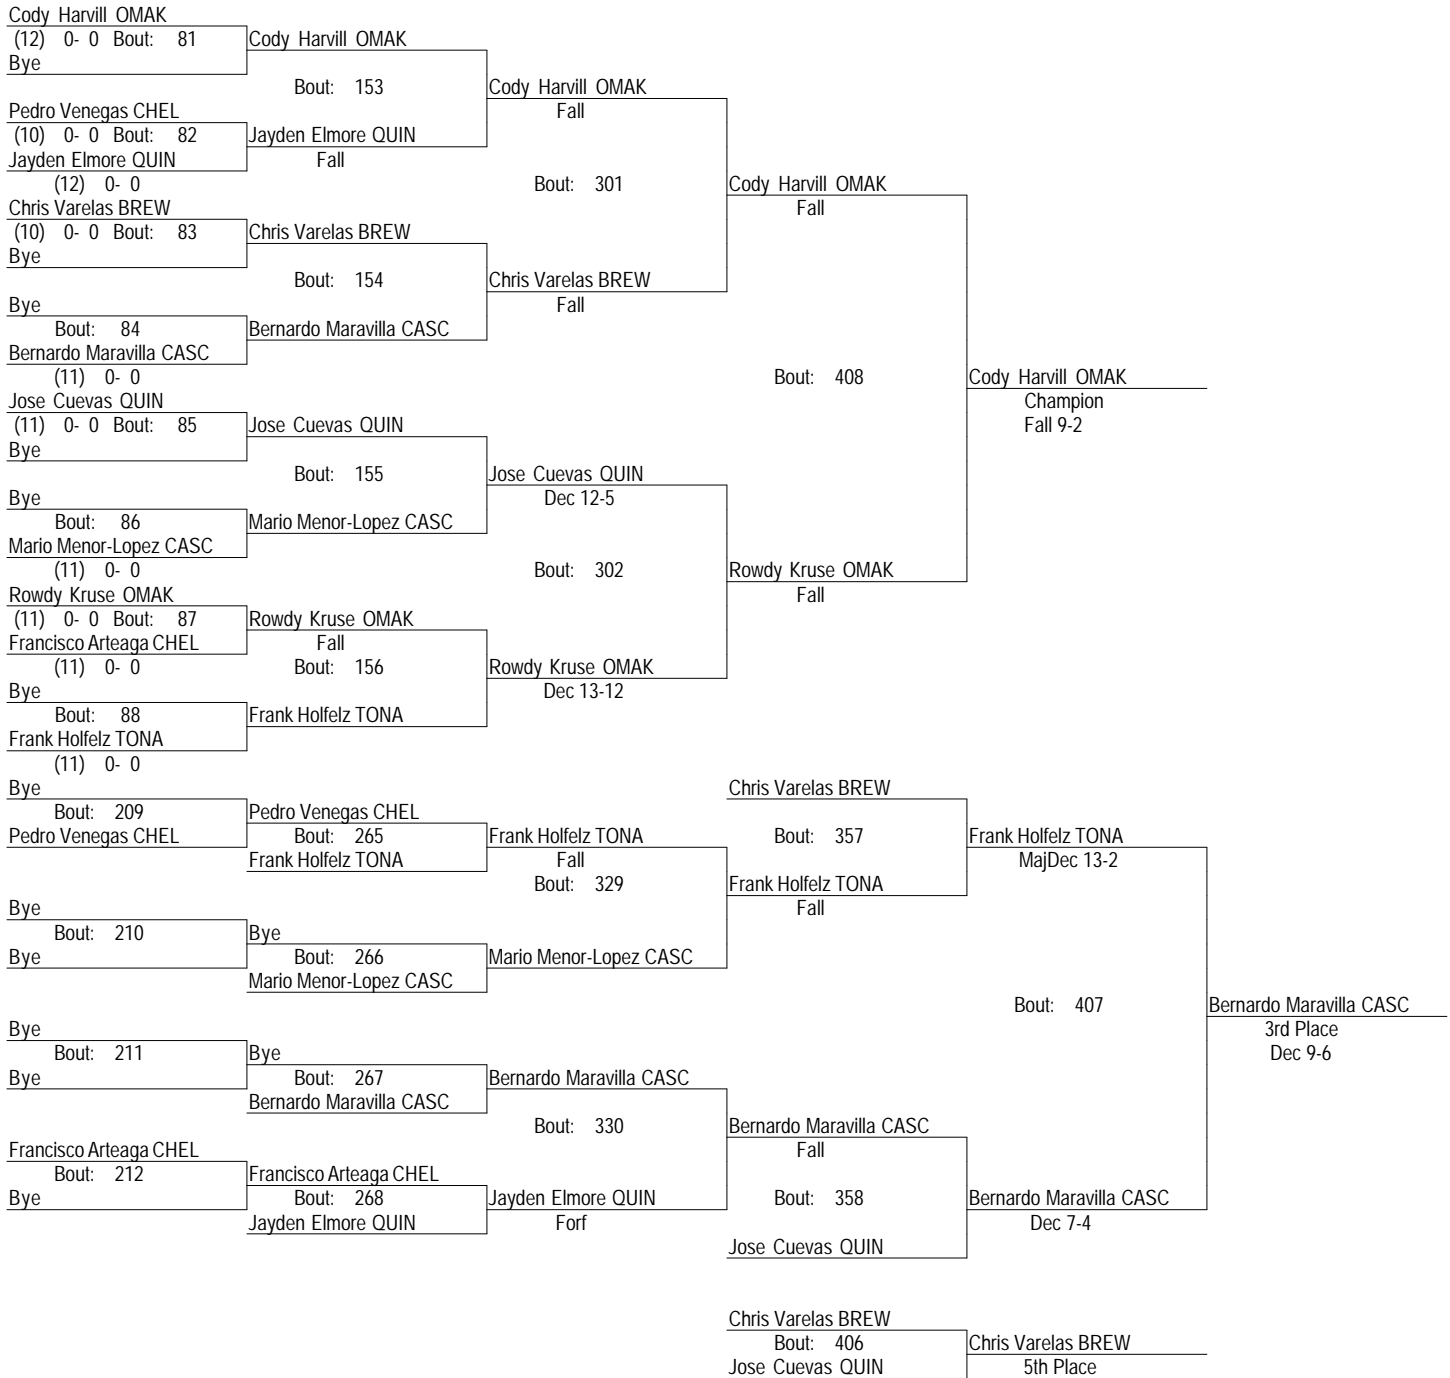 Cody Harvill OMAK
(12) 0- 0 Bout: 81 Cody Harvill OMAK
Bye
Bout: 153 Cody Harvill OMAK
Pedro Venegas CHEL Fall
(10) 0- 0 Bout: 82 Jayden Elmore QUIN
Jayden Elmore QUIN Fall
(12) 0- 0 Bout: 301 Cody Harvill OMAK
Chris Varelas BREW Fall
(10) 0- 0 Bout: 83 Chris Varelas BREW
Bye
Bout: 154 Chris Varelas BREW
Bye Fall
Bout: 84 Bernardo Maravilla CASC
Bernardo Maravilla CASC
(11) 0- 0 Bout: 408 Cody Harvill OMAK
Jose Cuevas QUIN Champion
(11) 0- 0 Bout: 85 Jose Cuevas QUIN Fall 9-2
Bye
Bout: 155 Jose Cuevas QUIN
Bye Dec 12-5
Bout: 86 Mario Menor-Lopez CASC
Mario Menor-Lopez CASC
(11) 0- 0 Bout: 302 Rowdy Kruse OMAK
Rowdy Kruse OMAK Fall
(11) 0- 0 Bout: 87 Rowdy Kruse OMAK
Francisco Arteaga CHEL Fall
(11) 0- 0 Bout: 156 Rowdy Kruse OMAK
Bye Dec 13-12
Bout: 88 Frank Holfelz TONA
Frank Holfelz TONA
(11) 0- 0
Bye Chris Varelas BREW
Bout: 209 Pedro Venegas CHEL
Pedro Venegas CHEL Bout: 265 Frank Holfelz TONA Bout: 357 Frank Holfelz TONA
Frank Holfelz TONA Fall MajDec 13-2
Bout: 329 Frank Holfelz TONA
Bye Fall
Bout: 210 Bye
Bye Bout: 266 Mario Menor-Lopez CASC
Mario Menor-Lopez CASC
Bout: 407 Bernardo Maravilla CASC
Bye 3rd Place
Bout: 211 Bye Dec 9-6
Bye Bout: 267 Bernardo Maravilla CASC
Bernardo Maravilla CASC
Bout: 330 Bernardo Maravilla CASC
Francisco Arteaga CHEL Fall
Bout: 212 Francisco Arteaga CHEL
Bye Bout: 268 Jayden Elmore QUIN Bout: 358 Bernardo Maravilla CASC
Jayden Elmore QUIN Forf Dec 7-4
Jose Cuevas QUIN
Chris Varelas BREW
Bout: 406 Chris Varelas BREW
Jose Cuevas QUIN 5th Place